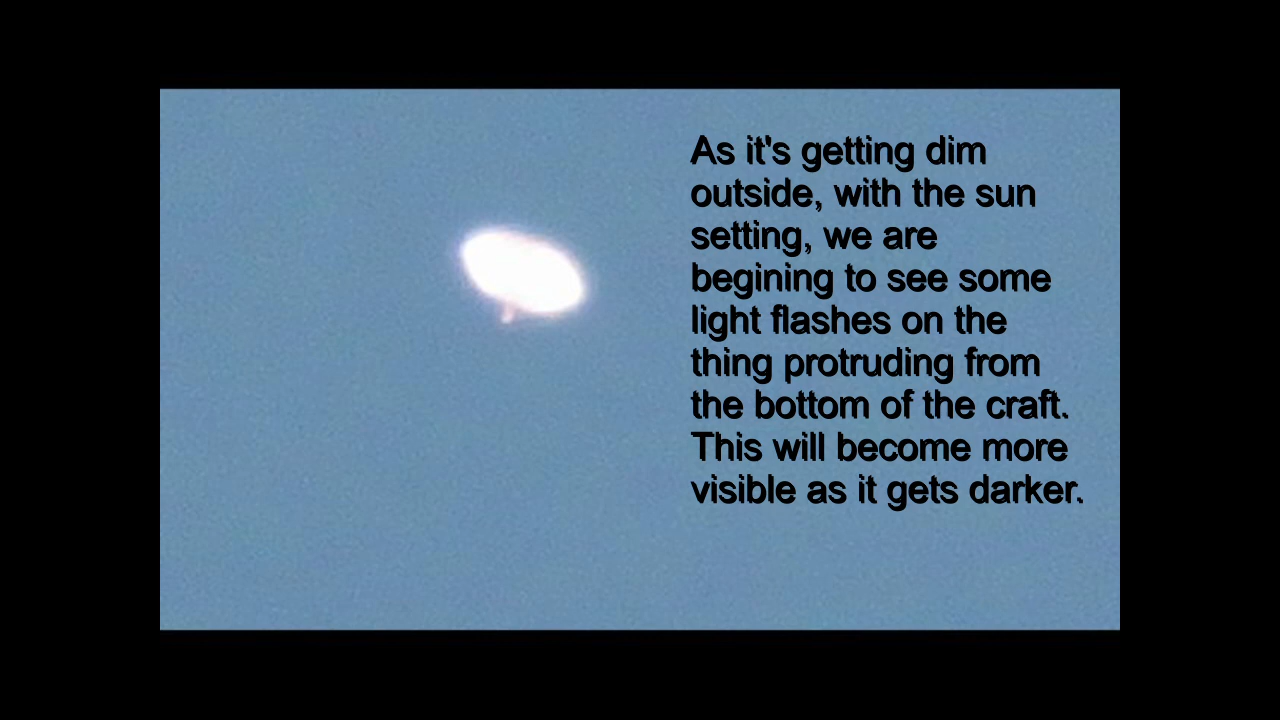 As it's getting dim
outside, with the sun
setting, we are
begining to see some
light flashes on the
thing protruding from
the bottom of the craft.
This will become more
visible as it gets darker.